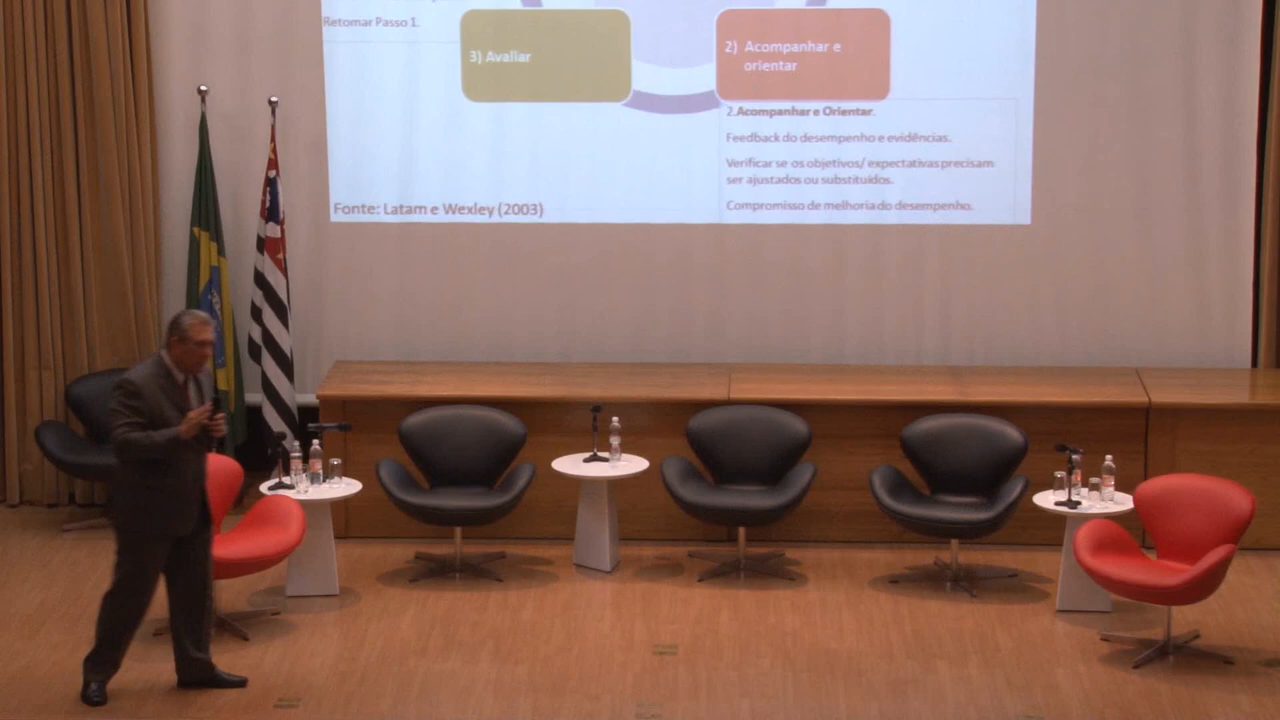 Retomar Passo 1.
3) Avaliar
2) Acompanhar e
orientar
2.Acompanhar e Orientar.
Feedback do desempenho e evidências.
Verificar se os objetivos/ expectativas precisam
ser ajustados ou substituídos.
Compromisso de melhoria do desempenho.
Fonte: Latam e Wexley (2003)